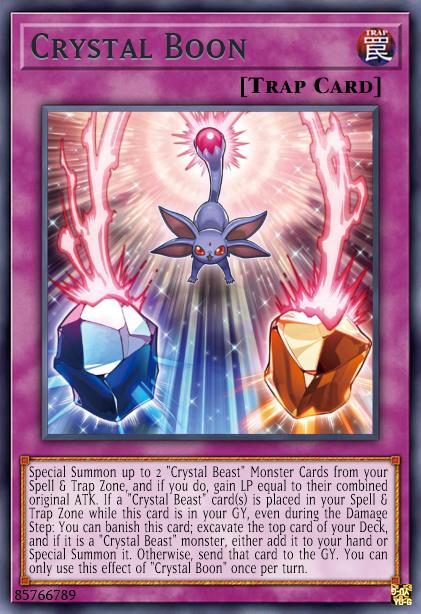 CRYSTAL BOON
TRAP
罠
[TRAP CARD]
Special Summon up to 2 "Crystal Beast" Monster Cards from your
Spell & Trap Zone, and if you do, gain LP equal to their combined
original ATK. If a "Crystal Beast" card(s) is placed in your Spell &
Trap Zone while this card is in your GY, even during the Damage
Step: You can banish this card; excavate the top card of your Deck,
and if it is a "Crystal Beast" monster, either add it to your hand or
Special Summon it. Otherwise, send that card to the GY. You can
only use this effect of "Crystal Boon" once per turn.
85766789